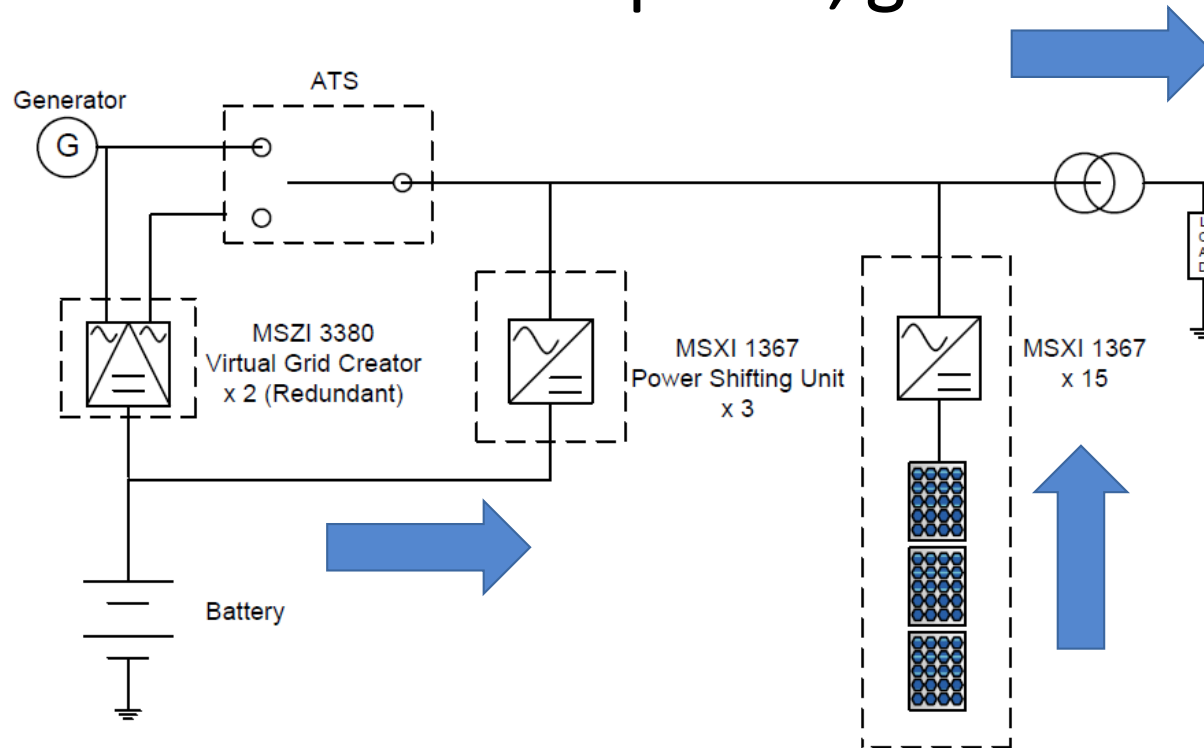 ATS
Generator
G
MSZI 3380
Virtual Grid Creator
x 2 (Redundant)
MSXI 1367
Power Shifting Unit
x 3
MSXI 1367
x 15
LOAD
Battery